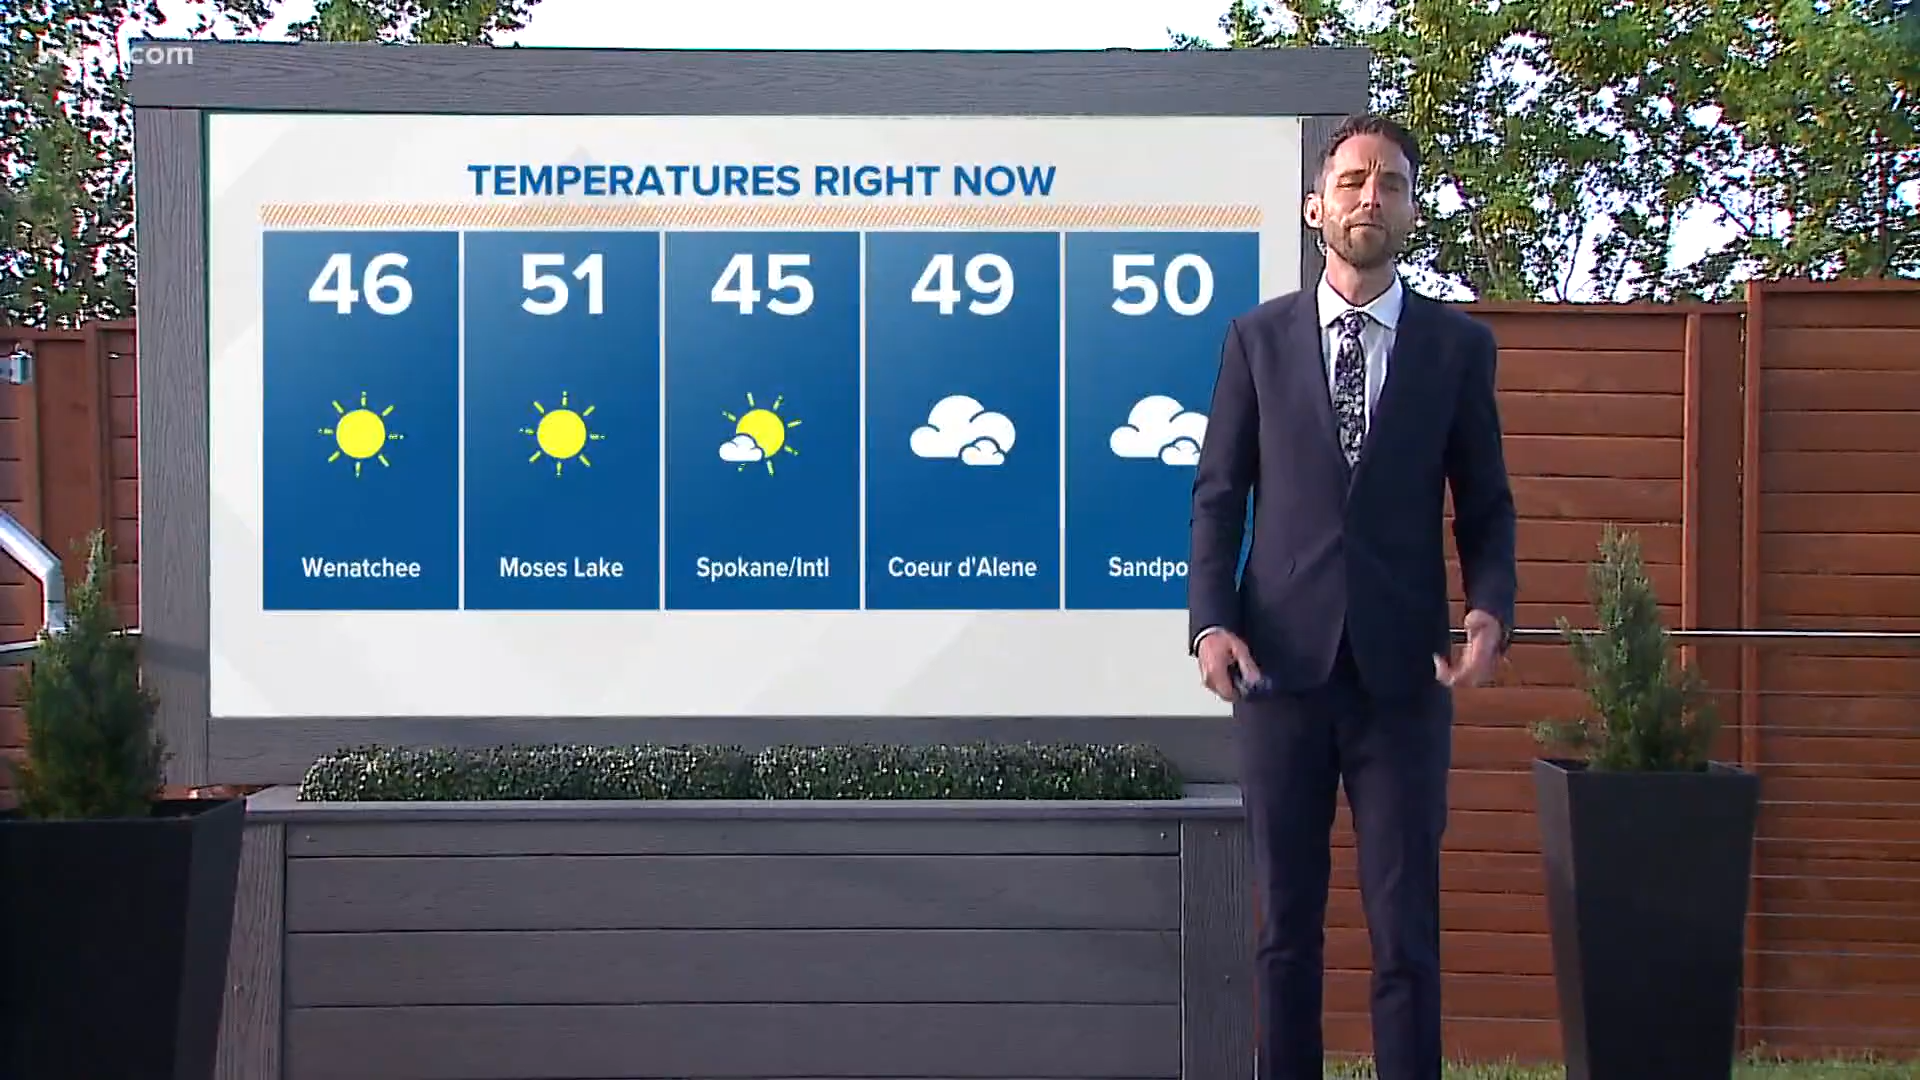 TEMPERATURES RIGHT NOW
46 51 45 49 50
Wenatchee Moses Lake Spokane/Intl Coeur d'Alene Sandpo